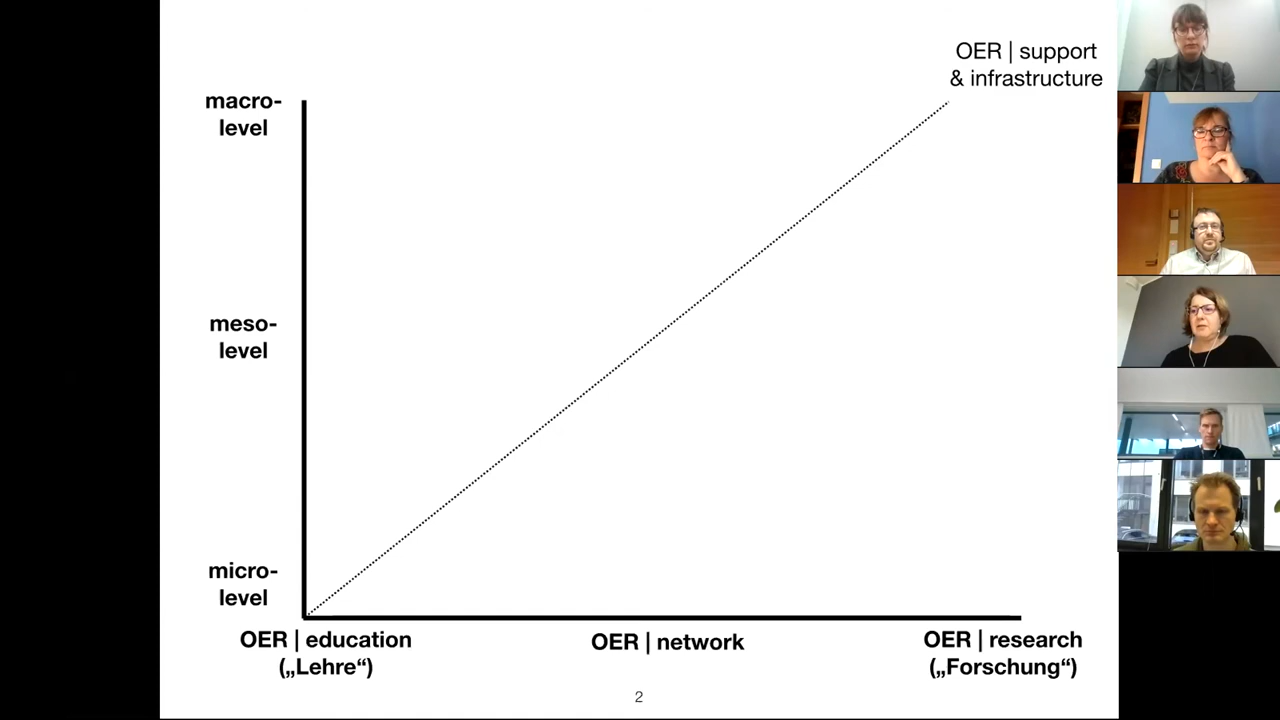 OER | support
& infrastructure
macro-
level
meso-
level
micro-
level
OER | education
(„Lehre“)
OER | network
OER | research
(„Forschung“)
2